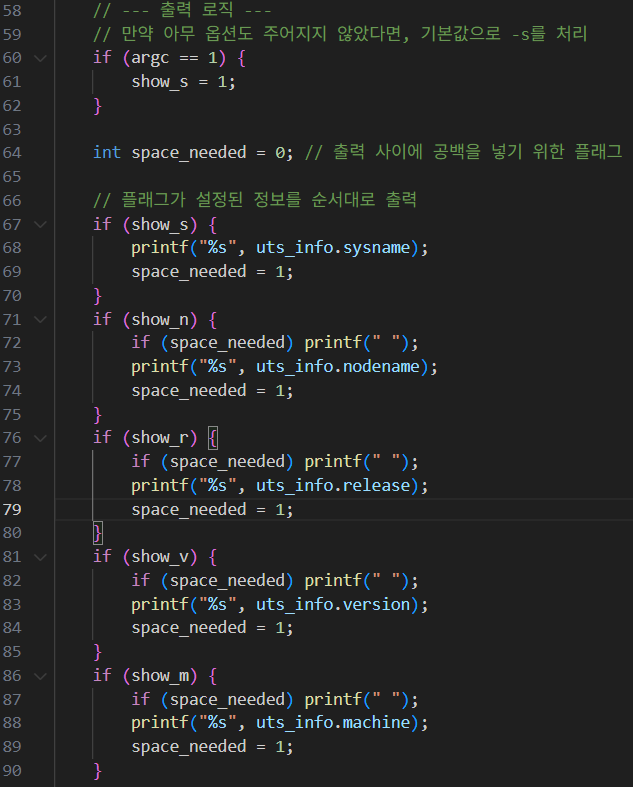 58 // --- 출력 로직 ---
59 // 만약 아무 옵션도 주어지지 않았다면, 기본값으로 -s를 처리
60 if (argc == 1) {
61 show_s = 1;
62 }
63
64 int space_needed = 0; // 출력 사이에 공백을 넣기 위한 플래그
65
66 // 플래그가 설정된 정보를 순서대로 출력
67 if (show_s) {
68 printf("%s", uts_info.sysname);
69 space_needed = 1;
70 }
71 if (show_n) {
72 if (space_needed) printf(" ");
73 printf("%s", uts_info.nodename);
74 space_needed = 1;
75 }
76 if (show_r) {
77 if (space_needed) printf(" ");
78 printf("%s", uts_info.release);
79 space_needed = 1;
80 }
81 if (show_v) {
82 if (space_needed) printf(" ");
83 printf("%s", uts_info.version);
84 space_needed = 1;
85 }
86 if (show_m) {
87 if (space_needed) printf(" ");
88 printf("%s", uts_info.machine);
89 space_needed = 1;
90 }